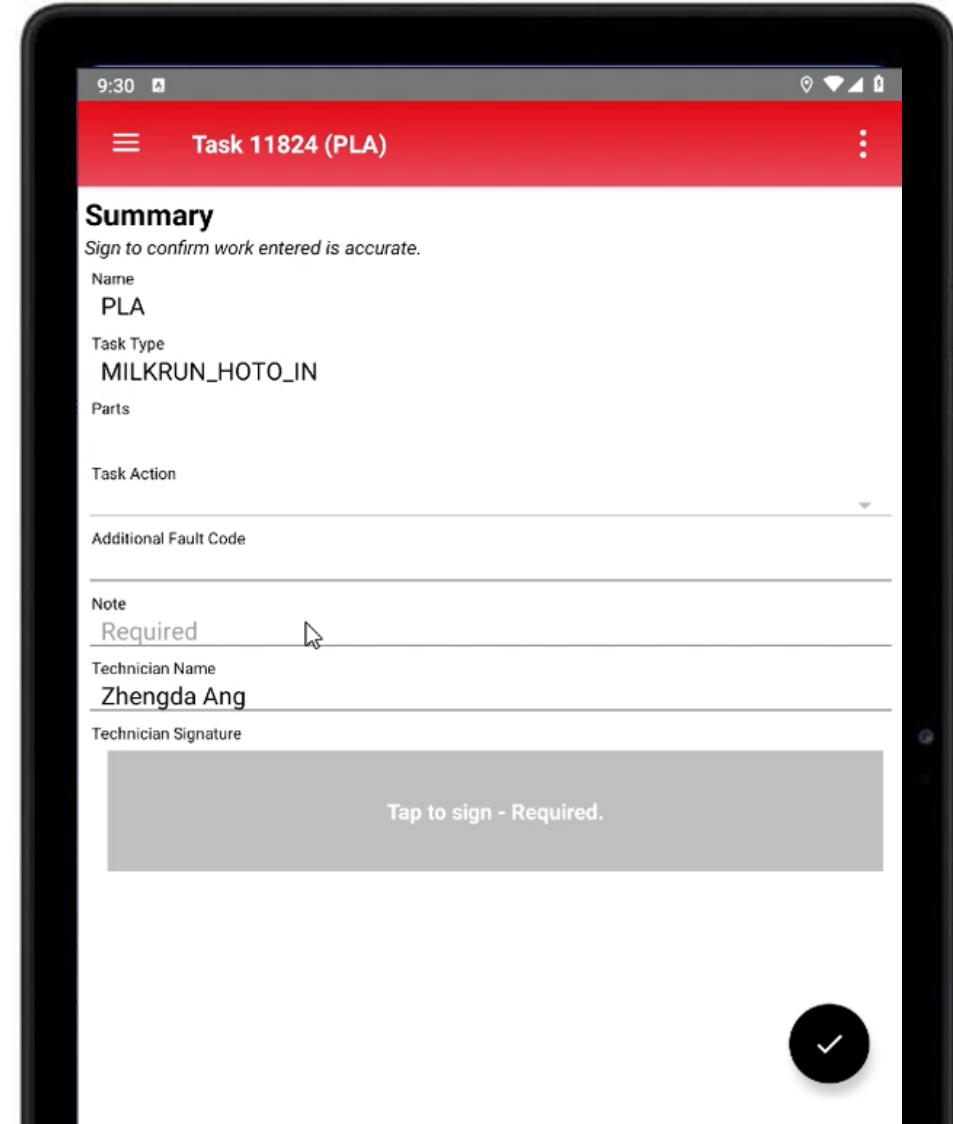 9:30
Task 11824 (PLA)
Summary
Sign to confirm work entered is accurate.
Name
PLA
Task Type
MILKRUN_HOTO_IN
Parts
Task Action
Additional Fault Code
Note
Required
Technician Name
Zhengda Ang
Technician Signature
Tap to sign - Required.